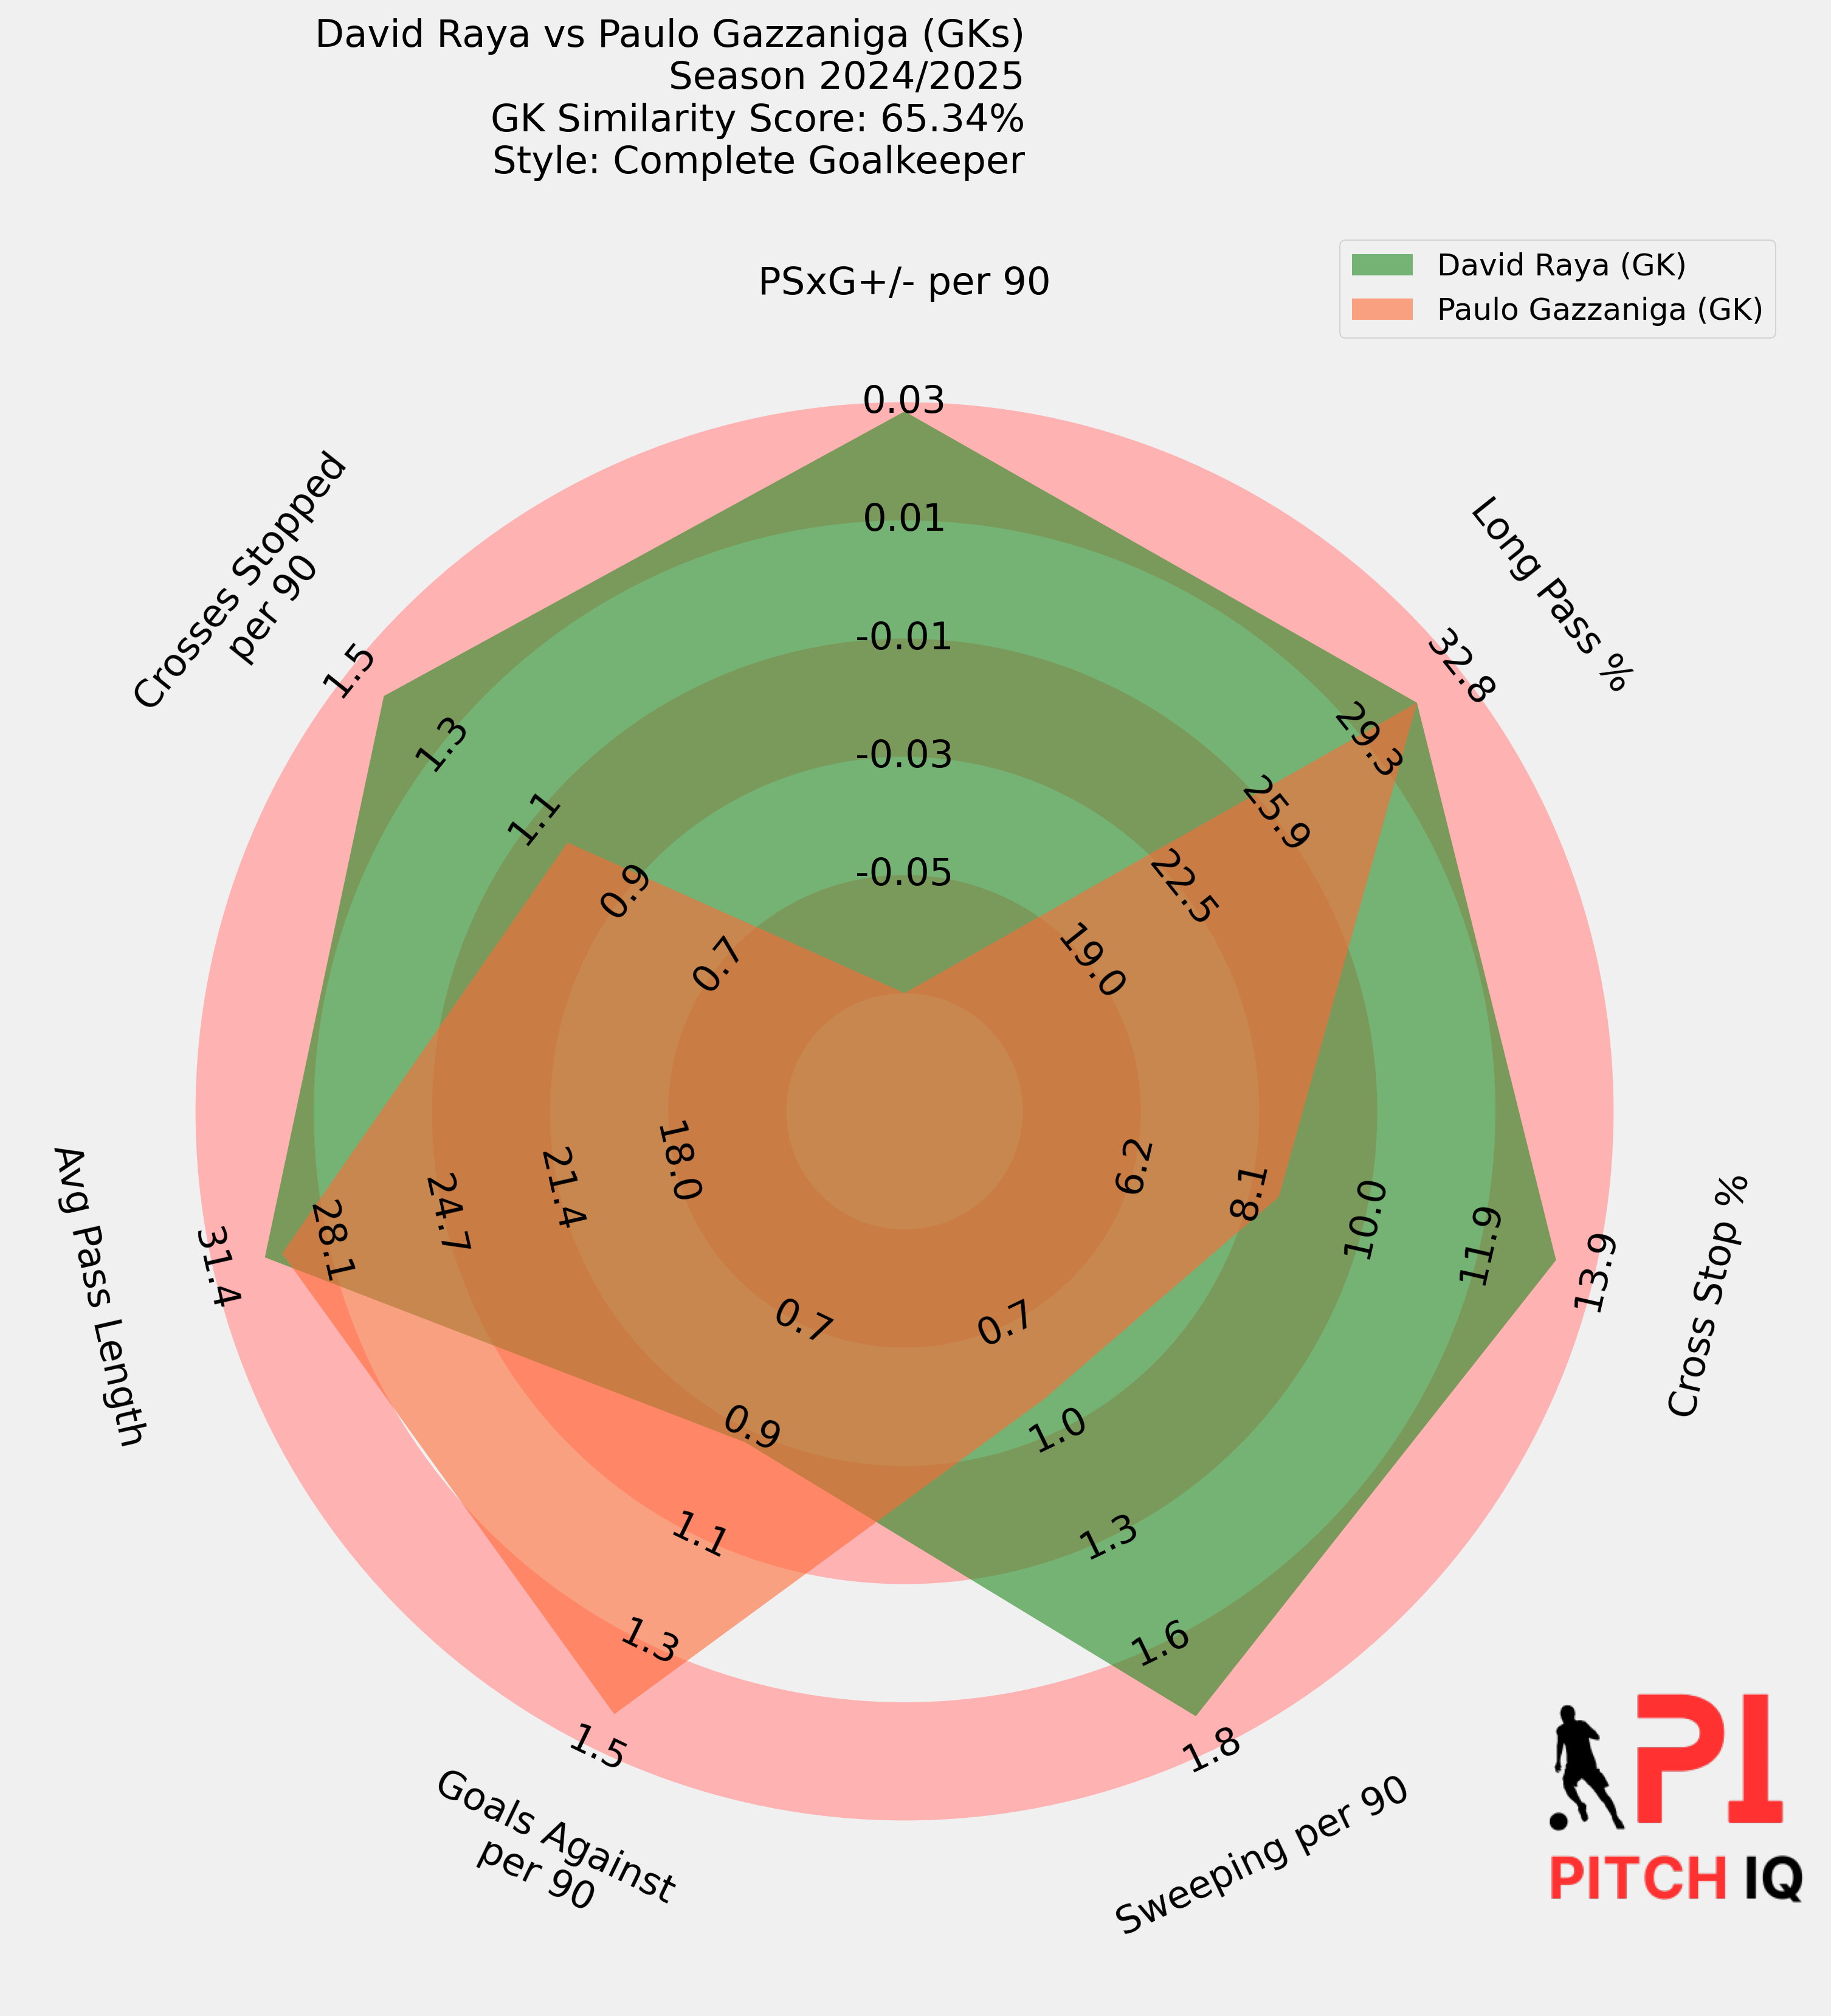 David Raya vs Paulo Gazzaniga (GKs)
Season 2024/2025
GK Similarity Score: 65.34%
Style: Complete Goalkeeper
David Raya (GK)
Paulo Gazzaniga (GK)
PSxG+/- per 90
0.03
0.01
-0.01
-0.03
-0.05
Long Pass %
32.8
29.3
25.9
22.5
19.0
Cross Stop %
13.9
11.9
10.0
8.1
6.2
Sweeping per 90
1.8
1.6
1.3
1.0
0.7
Goals Against
per 90
1.5
1.3
1.1
0.9
0.7
Avg Pass Length
31.4
28.1
24.7
21.4
18.0
Crosses Stopped
per 90
1.5
1.3
1.1
0.9
0.7
PI
PITCH IQ